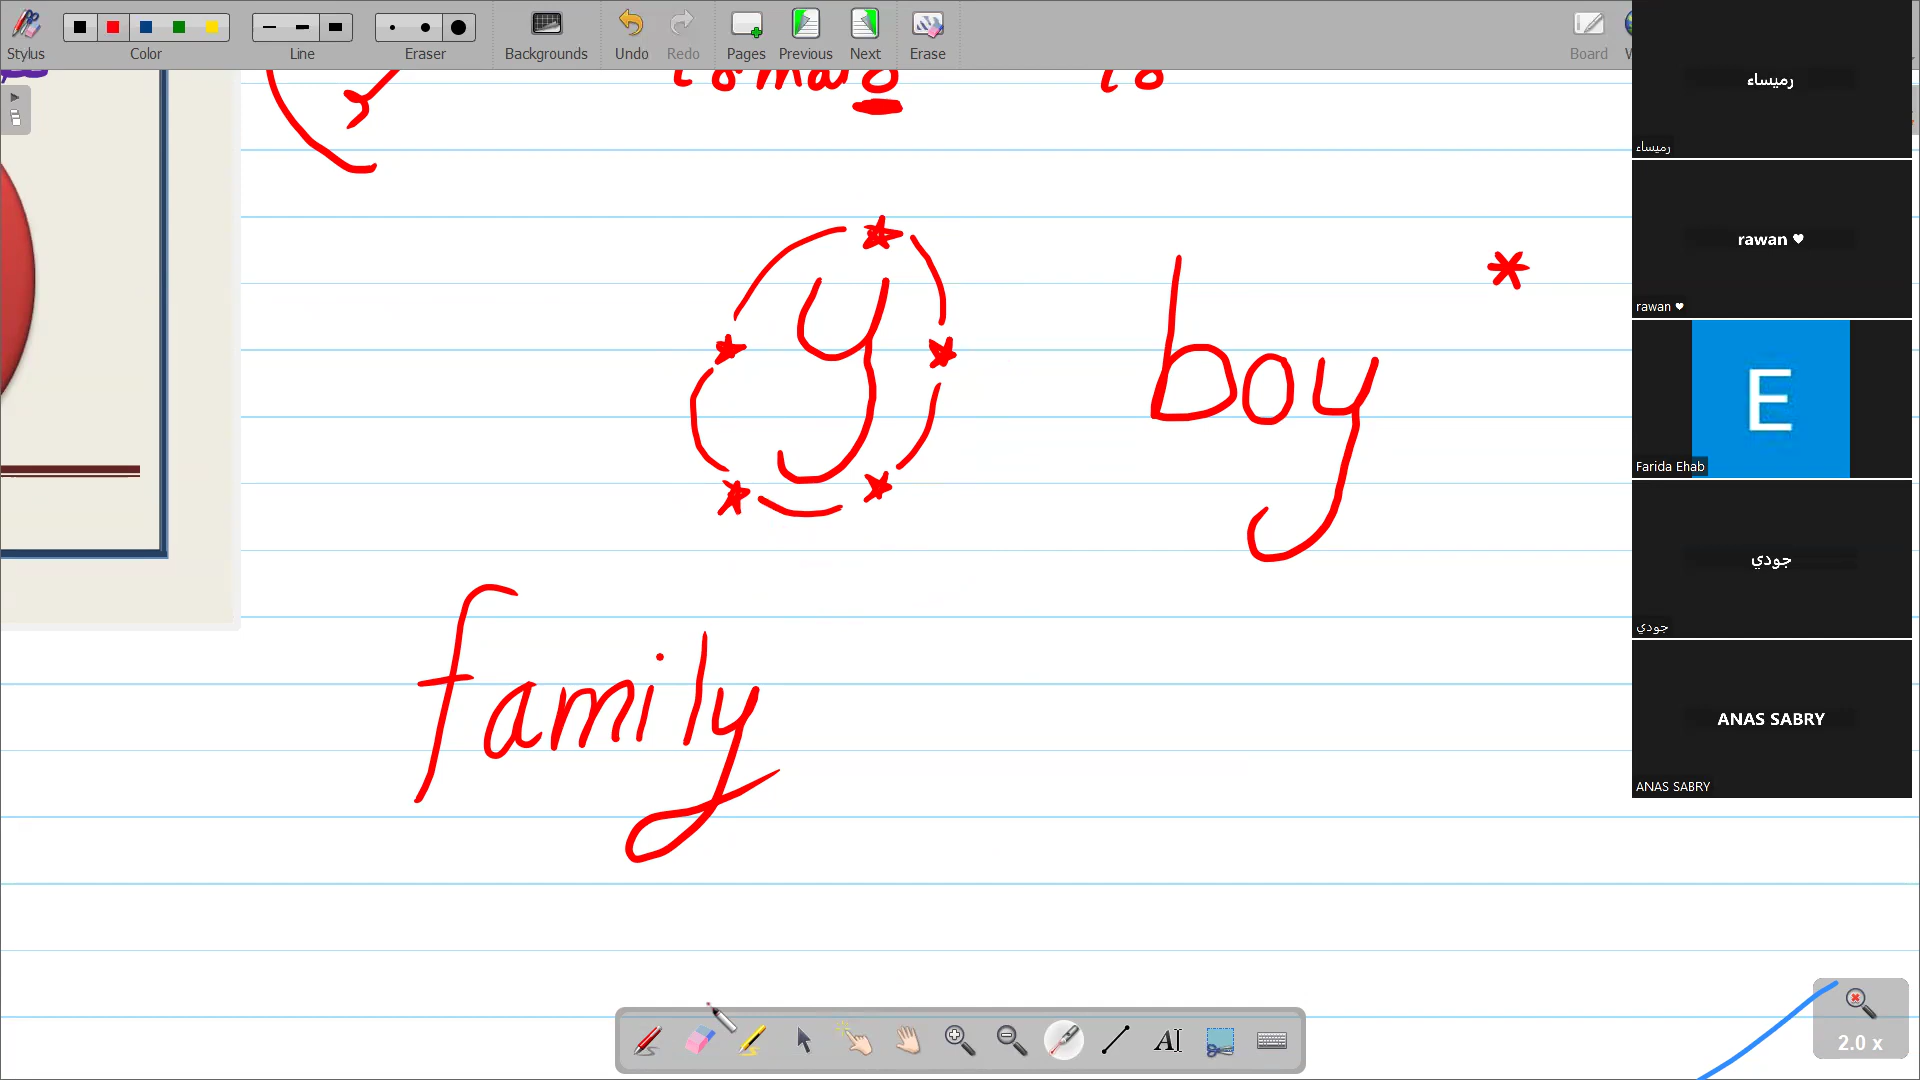 Stylus
Color
Line
Eraser
Backgrounds
Undo
Redo
Pages
Previous
Next
Erase
Board
y
boy
*
family
رميساء
رميساء
rawan ♥
rawan ♥
E
Farida Ehab
جودي
جودي
ANAS SABRY
ANAS SABRY
2.0 x